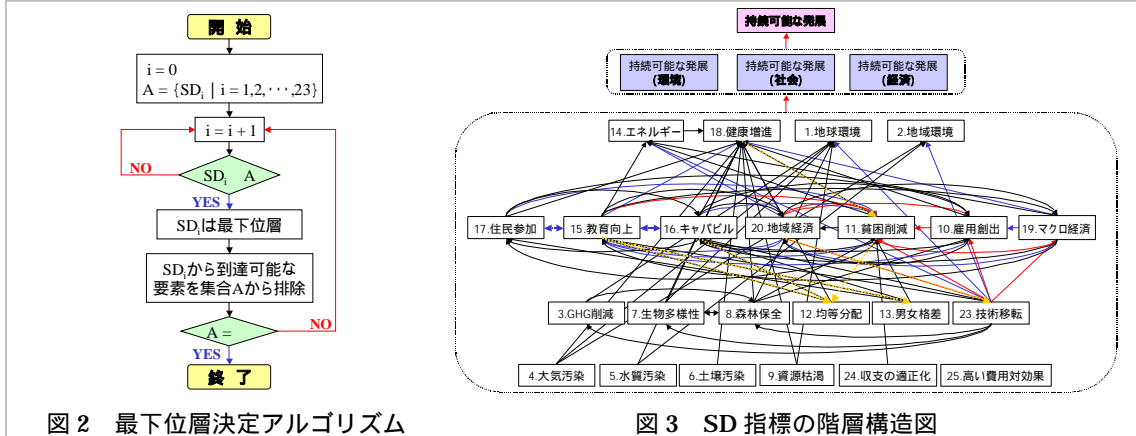 開 始
i = 0
A = {SDi | i = 1,2,･･･,23}
i = i + 1
NO
SDi A
YES
SDiは最下位層
SDiから到達可能な
要素を集合Aから排除
A =
NO
YES
終 了
図 2 最下位層決定アルゴリズム
持続可能な発展
持続可能な発展
(環境)
持続可能な発展
(社会)
持続可能な発展
(経済)
14.エネルギー
18.健康増進
1.地球環境
2.地域環境
17.住民参加
15.教育向上
16.キャパビル
20.地域経済
11.貧困削減
10.雇用創出
19.マクロ経済
3.GHG削減
7.生物多様性
8.森林保全
12.均等分配
13.男女格差
23.技術移転
4.大気汚染
5.水質汚染
6.土壌汚染
9.資源枯渇
24.収支の適正化
25.高い費用対効果
図 3 SD 指標の階層構造図